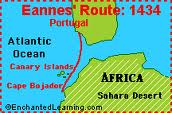 Eannes' Route: 1434
Portugal
Atlantic
Ocean
Canary Islands
Cape Bojador
AFRICA
Sahara Desert
©EnchantedLearning.com